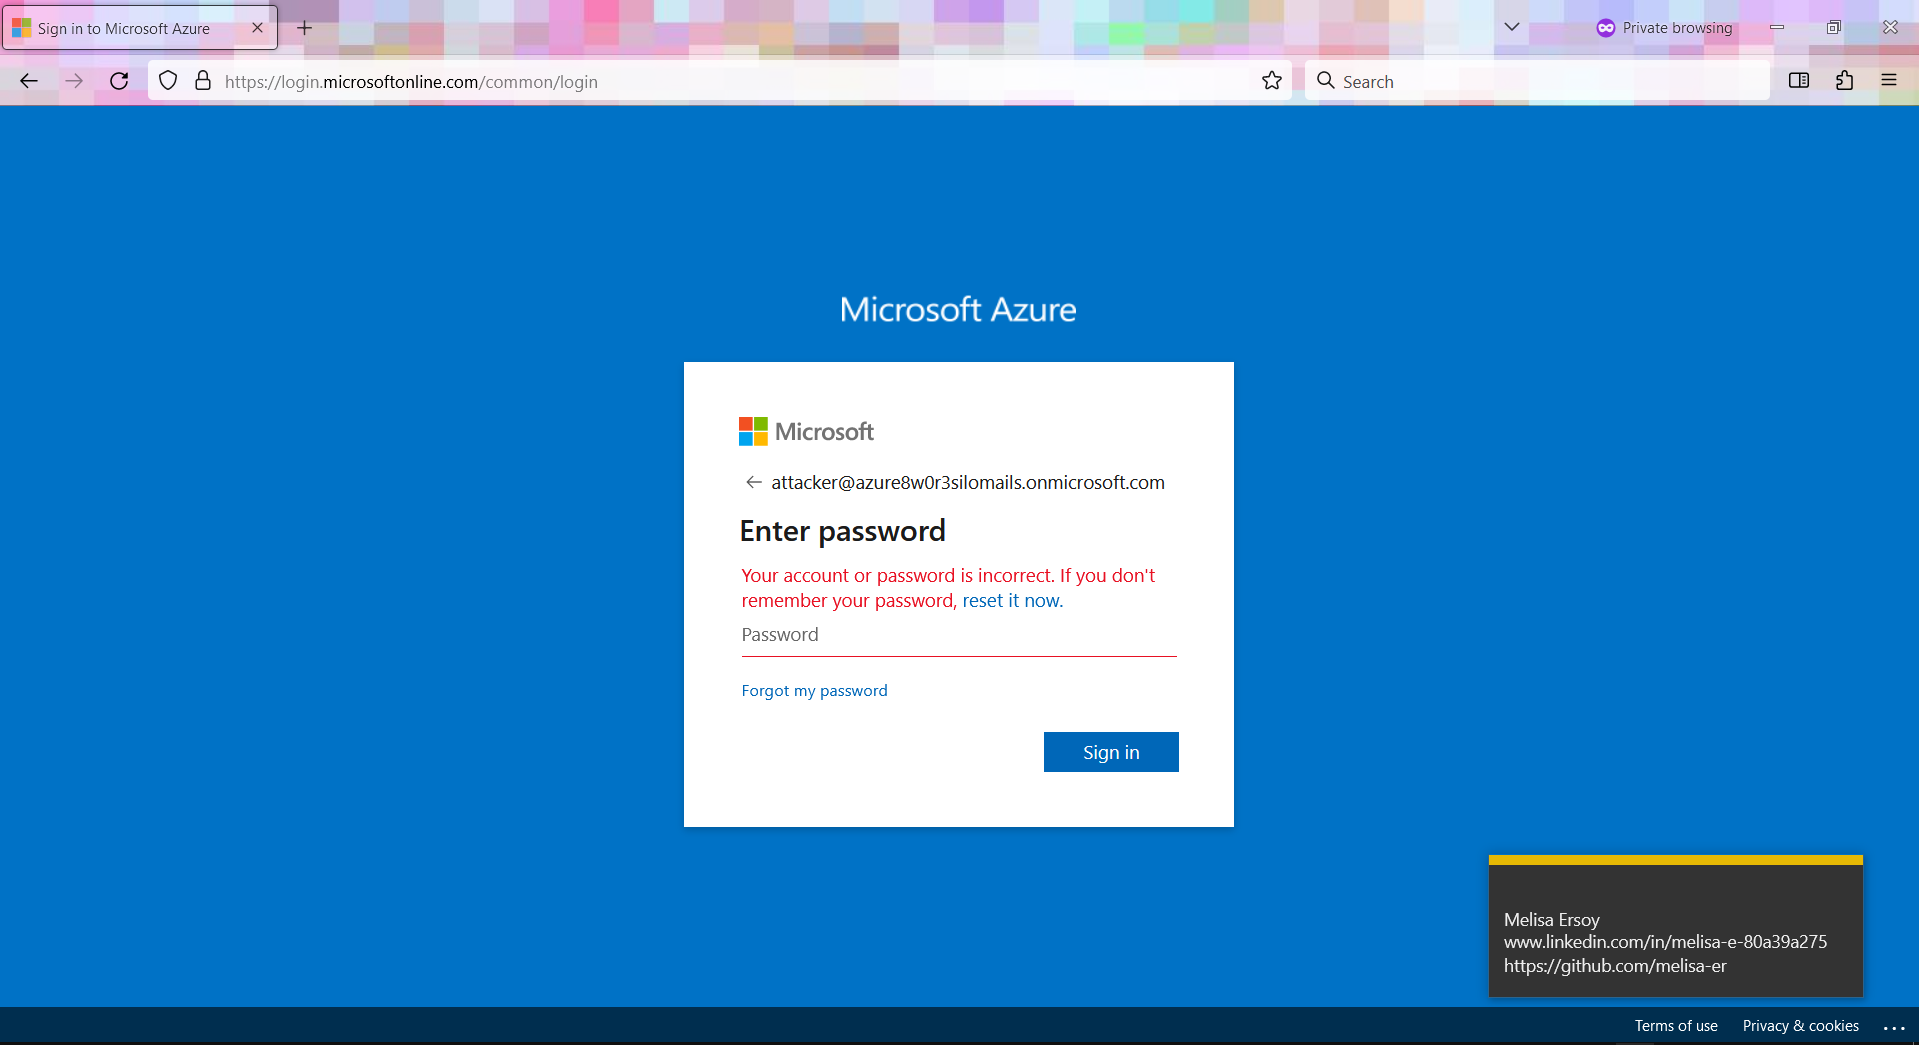 Sign in to Microsoft Azure
Private browsing
https://login.microsoftonline.com/common/login
Search
Microsoft Azure
Microsoft
attacker@azure8w0r3silomails.onmicrosoft.com
Enter password
Your account or password is incorrect. If you don't
remember your password, reset it now.
Password
Forgot my password
Sign in
Melisa Ersoy
www.linkedin.com/in/melisa-e-80a39a275
https://github.com/melisa-er
Terms of use
Privacy & cookies
...